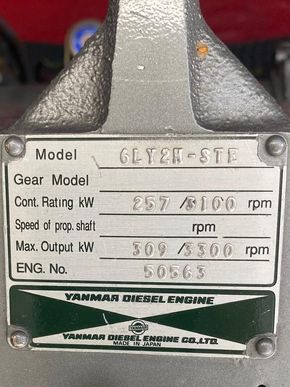 Model 6LY2M-STE
Gear Model
Cont. Rating kW 257 / 3100 rpm
Speed of prop. shaft rpm
Max. Output kW 309 / 3300 rpm
ENG. No. 50563
YANMAR DIESEL ENGINE
YANMAR
YANMAR DIESEL ENGINE CO., LTD.
MADE IN JAPAN